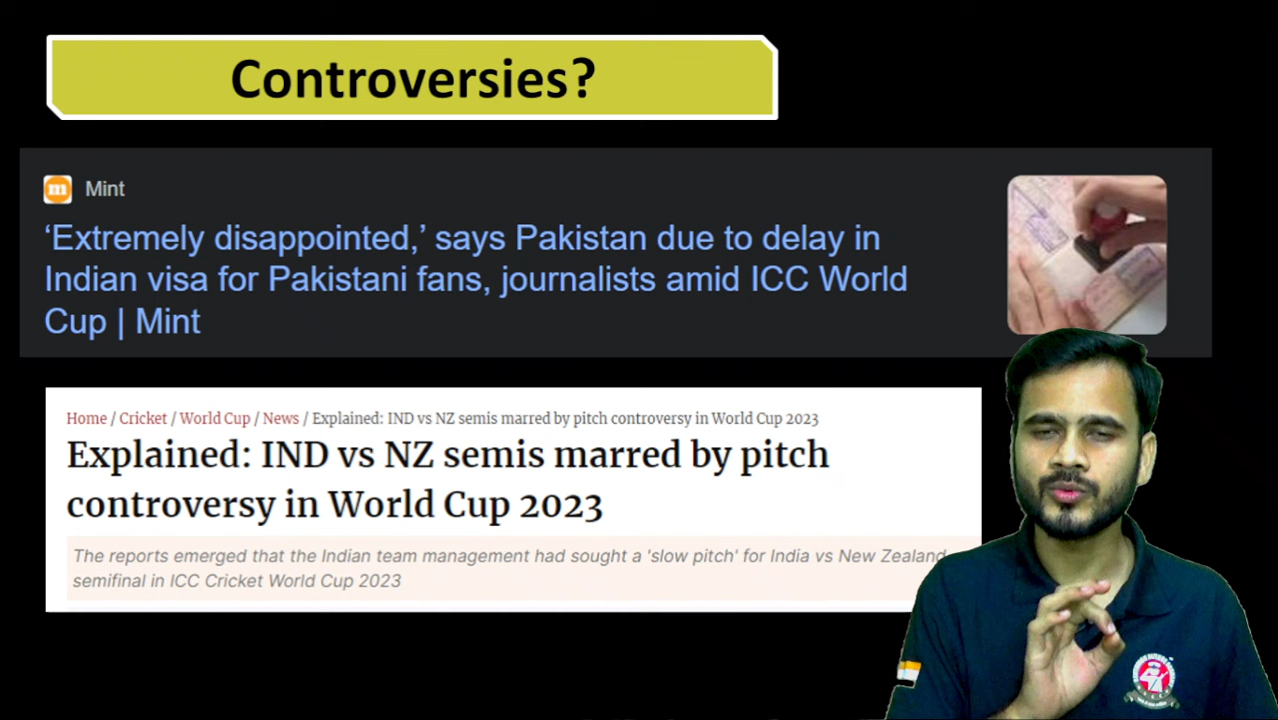 Controversies?
m Mint
‘Extremely disappointed,’ says Pakistan due to delay in
Indian visa for Pakistani fans, journalists amid ICC World
Cup | Mint
Home / Cricket / World Cup / News / Explained: IND vs NZ semis marred by pitch controversy in World Cup 2023
Explained: IND vs NZ semis marred by pitch
controversy in World Cup 2023
The reports emerged that the Indian team management had sought a 'slow pitch' for India vs New Zealand
semifinal in ICC Cricket World Cup 2023